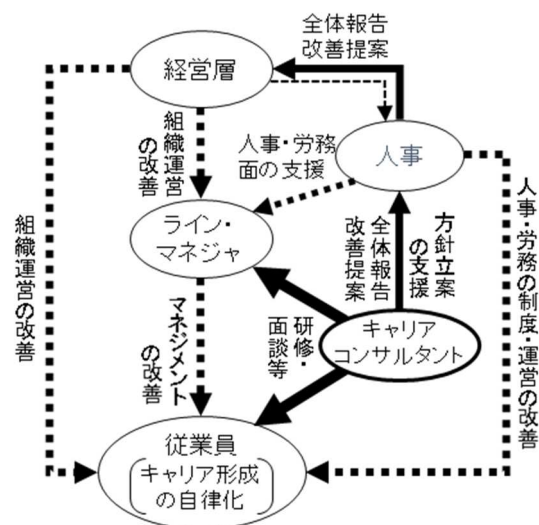 全体報告
改善提案
経営層
組織運営
の改善
人事・労務
面の支援
人事
ライン・
マネジャ
全体報告
改善提案
方針立案
の支援
組織運営の改善
人事・労務の制度・運営の改善
マネジメント
の改善
研修・
面談等
キャリア
コンサルタント
従業員
キャリア形成
の自律化